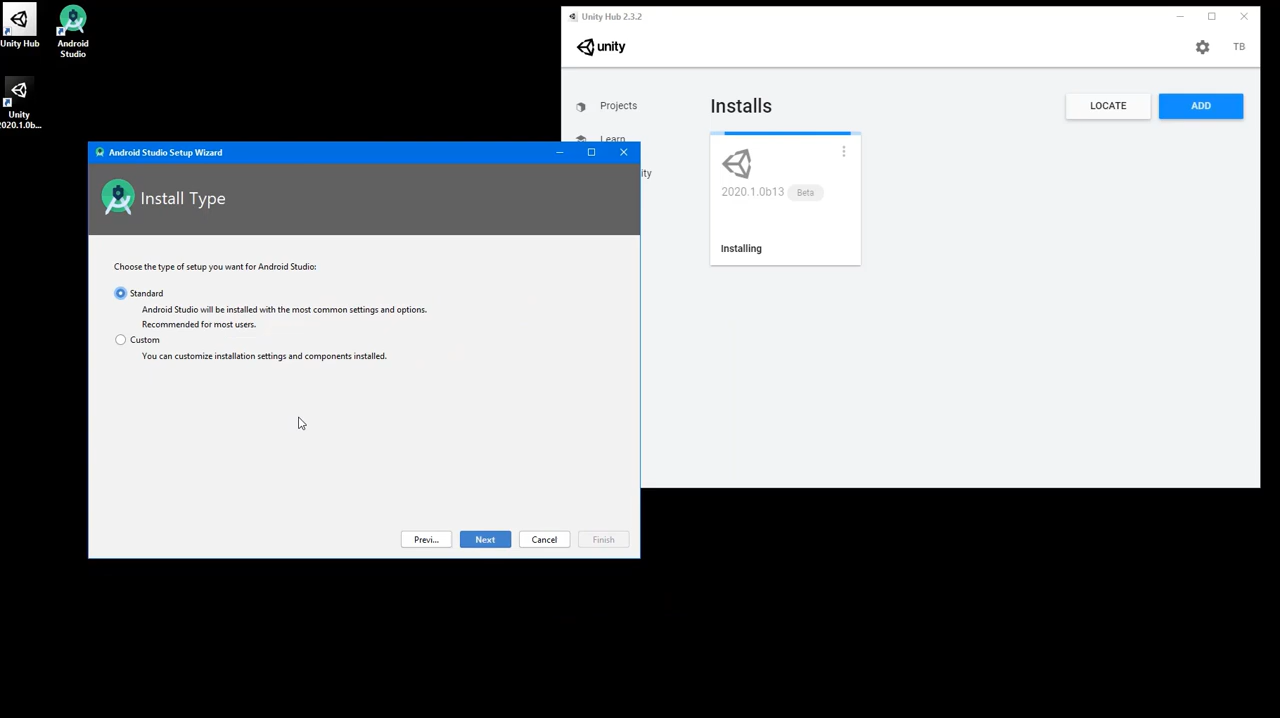 Unity Hub
Android
Studio
Unity
2020.1.0b...
Unity Hub 2.3.2
unity
TB
Projects
Installs
LOCATE
ADD
Learn
ity
2020.1.0b13
Beta
Installing
Android Studio Setup Wizard
Install Type
Choose the type of setup you want for Android Studio:
Standard
Android Studio will be installed with the most common settings and options.
Recommended for most users.
Custom
You can customize installation settings and components installed.
Previ...
Next
Cancel
Finish